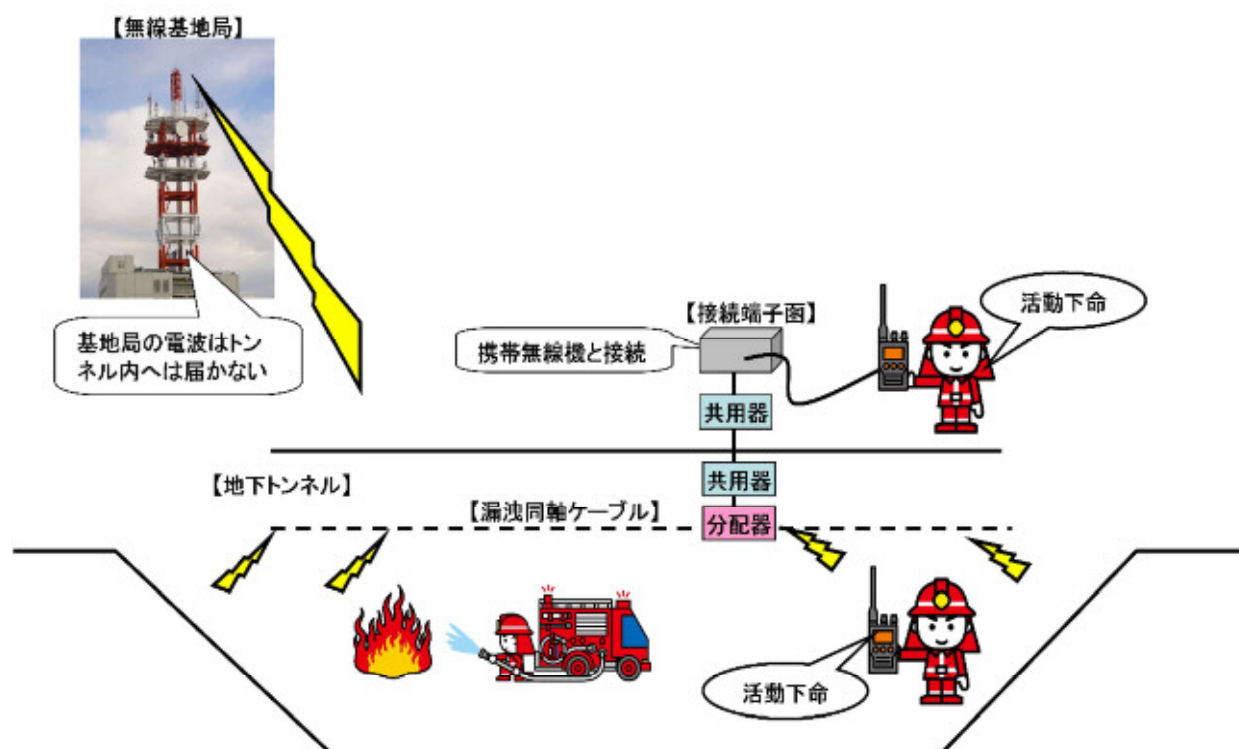 【無線基地局】
基地局の電波はトン
ネル内へは届かない
【接続端子函】
携帯無線機と接続
活動下命
共用器
共用器
【地下トンネル】
【漏洩同軸ケーブル】
分配器
活動下命